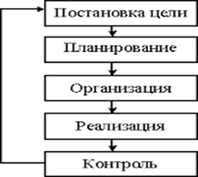 Постановка цели
Планирование
Организация
Реализация
Контроль